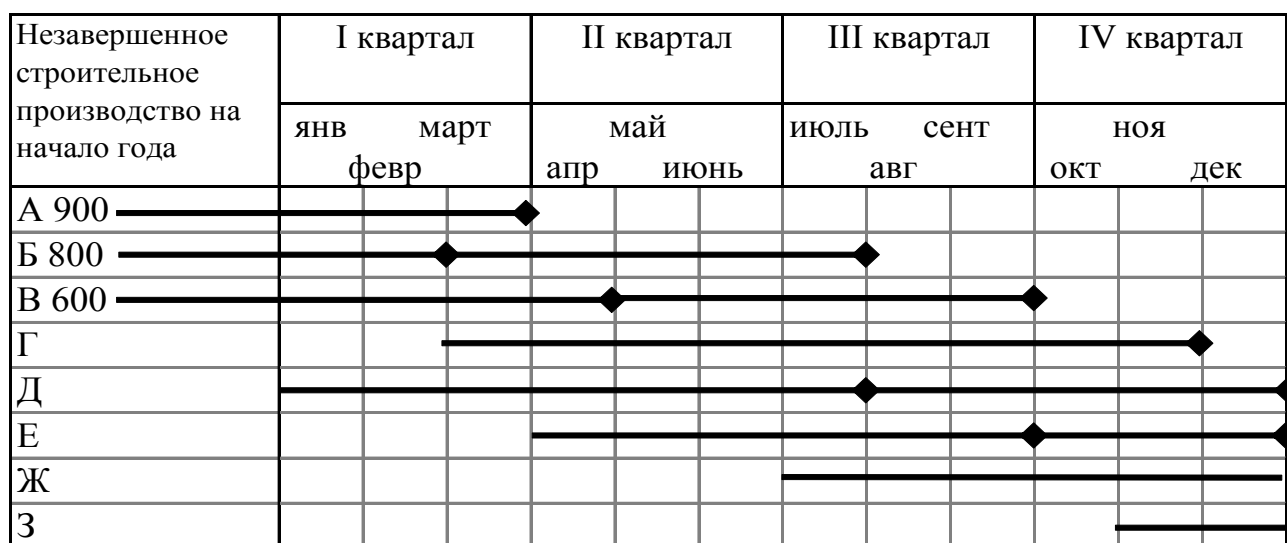 Незавершенное
строительное
производство на
начало года
I квартал
II квартал
III квартал
IV квартал
янв март
февр
май
апр июнь
июль сент
авг
ноя
окт дек
А 900
Б 800
В 600
Г
Д
Е
Ж
З